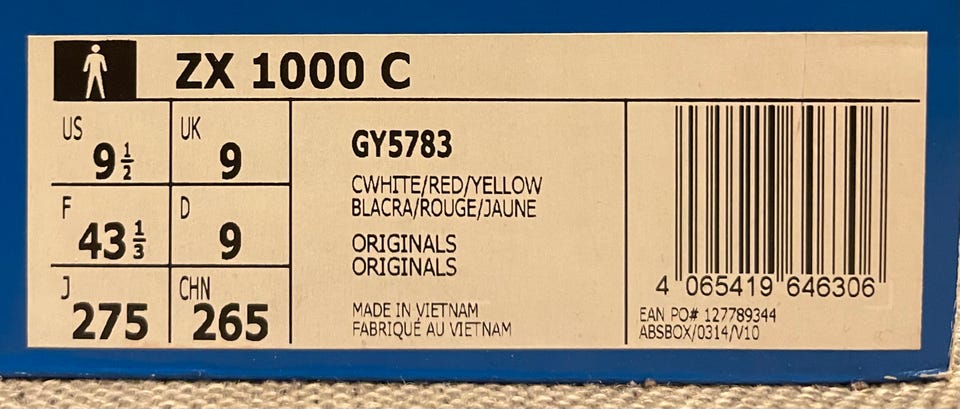 ZX 1000 C
US 9 1/2
UK 9
F 43 1/3
D 9
J 275
CHN 265
GY5783
CWHITE/RED/YELLOW
BLACRA/ROUGE/JAUNE
ORIGINALS
ORIGINALS
MADE IN VIETNAM
FABRIQUÉ AU VIETNAM
4 065419 646306
EAN PO# 127789344
ABSBOX/0314/V10